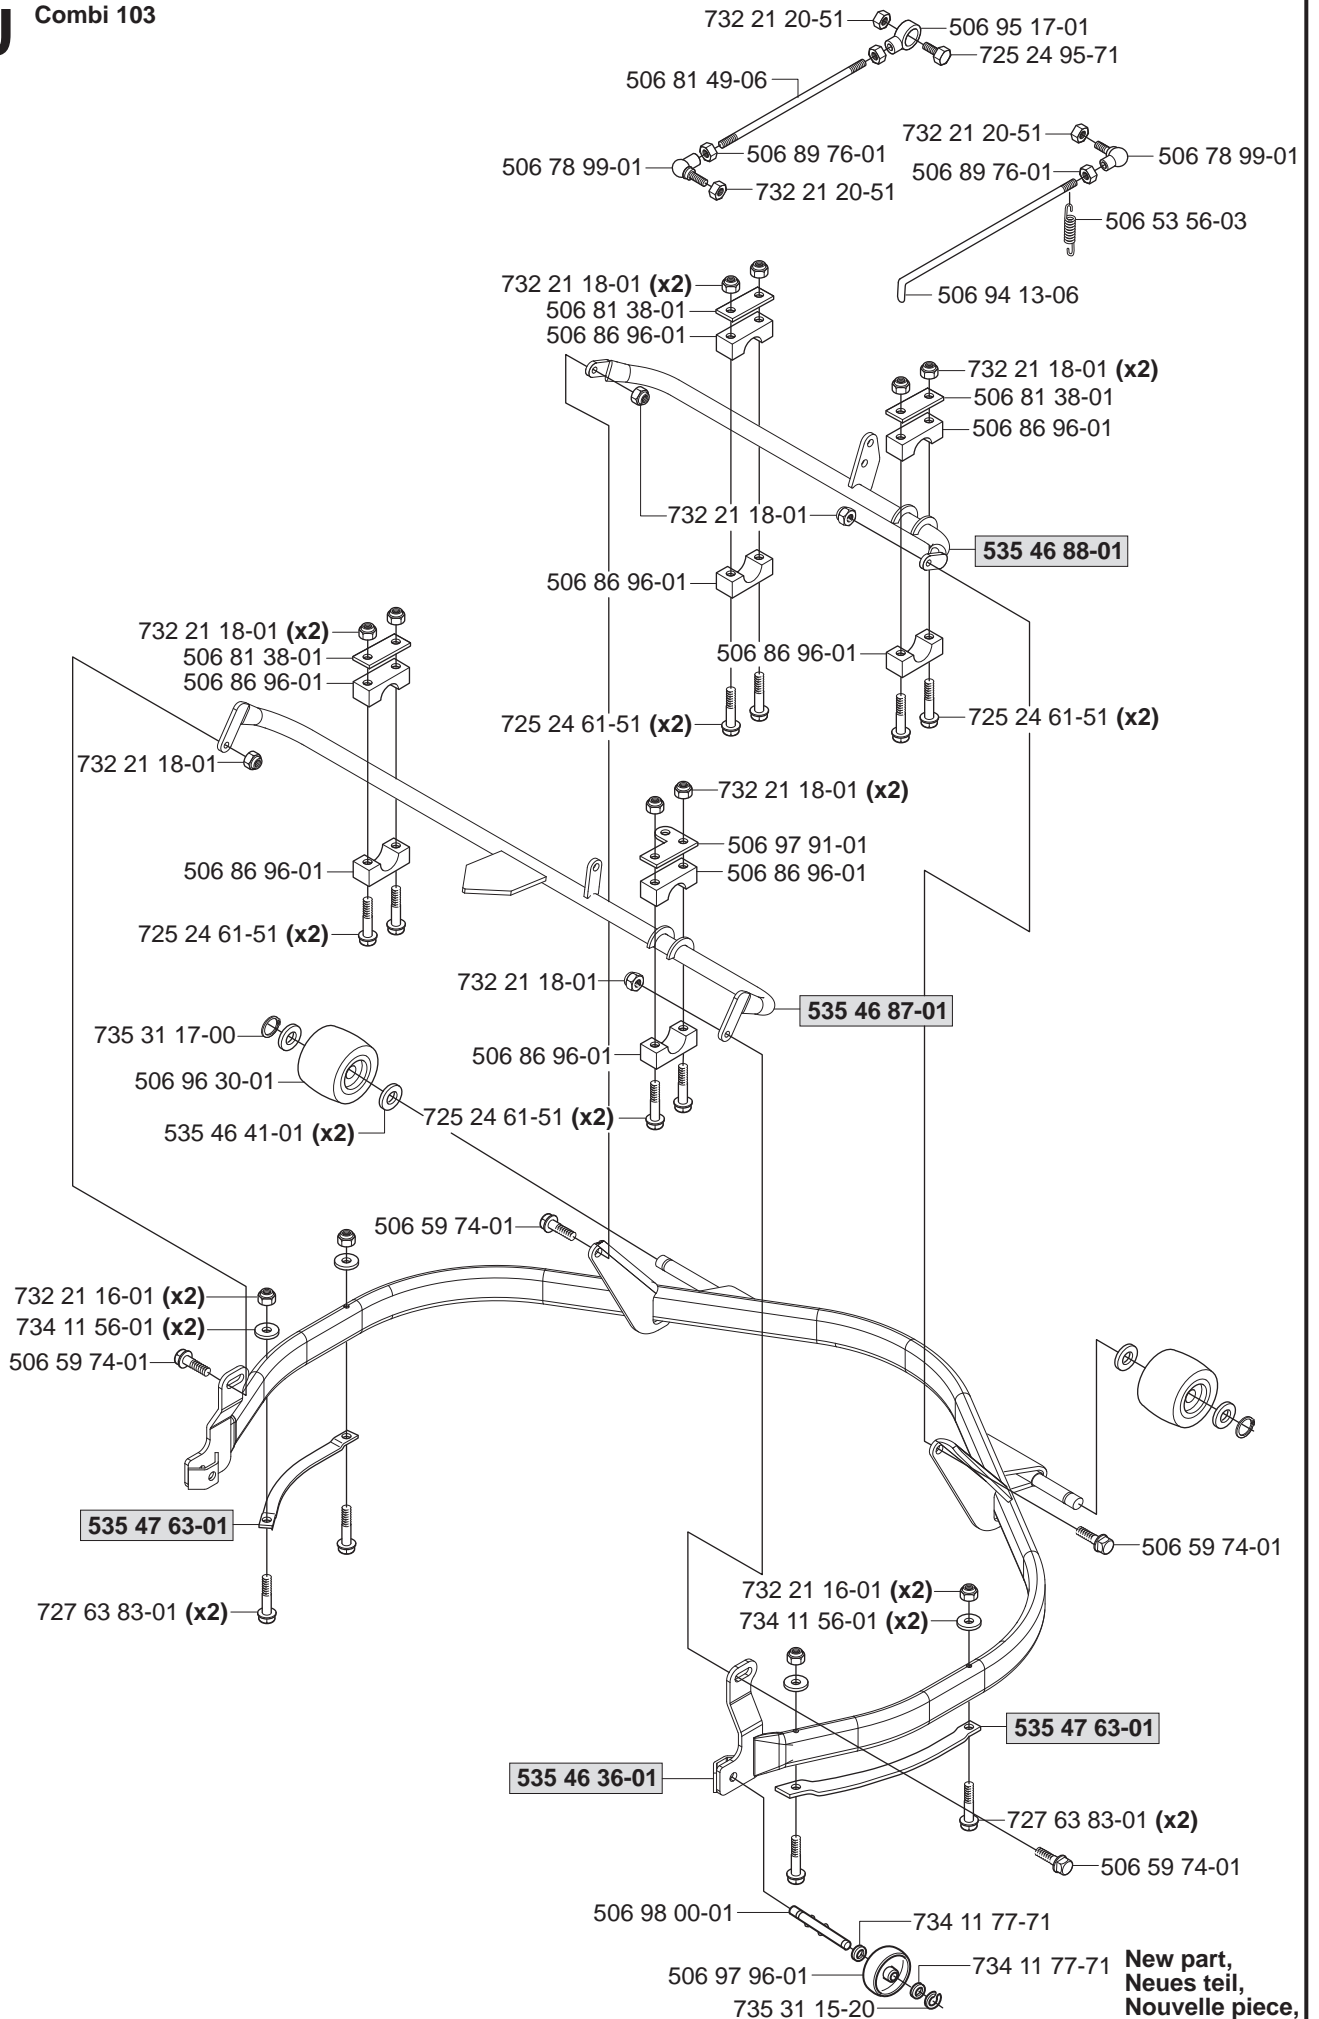 J
Combi 103
732 21 20-51
506 95 17-01
725 24 95-71
506 81 49-06
732 21 20-51
506 89 76-01
506 78 99-01
506 78 99-01
506 89 76-01
732 21 20-51
506 53 56-03
732 21 18-01 (x2)
506 94 13-06
506 81 38-01
506 86 96-01
732 21 18-01 (x2)
506 81 38-01
506 86 96-01
732 21 18-01
535 46 88-01
506 86 96-01
732 21 18-01 (x2)
506 86 96-01
506 81 38-01
506 86 96-01
725 24 61-51 (x2)
725 24 61-51 (x2)
732 21 18-01
732 21 18-01 (x2)
506 97 91-01
506 86 96-01
506 86 96-01
725 24 61-51 (x2)
732 21 18-01
535 46 87-01
735 31 17-00
506 86 96-01
506 96 30-01
725 24 61-51 (x2)
535 46 41-01 (x2)
506 59 74-01
732 21 16-01 (x2)
734 11 56-01 (x2)
506 59 74-01
535 47 63-01
506 59 74-01
732 21 16-01 (x2)
727 63 83-01 (x2)
734 11 56-01 (x2)
535 47 63-01
535 46 36-01
727 63 83-01 (x2)
506 59 74-01
506 98 00-01
734 11 77-71
734 11 77-71
506 97 96-01
735 31 15-20
New part,
Neues teil,
Nouvelle piece,